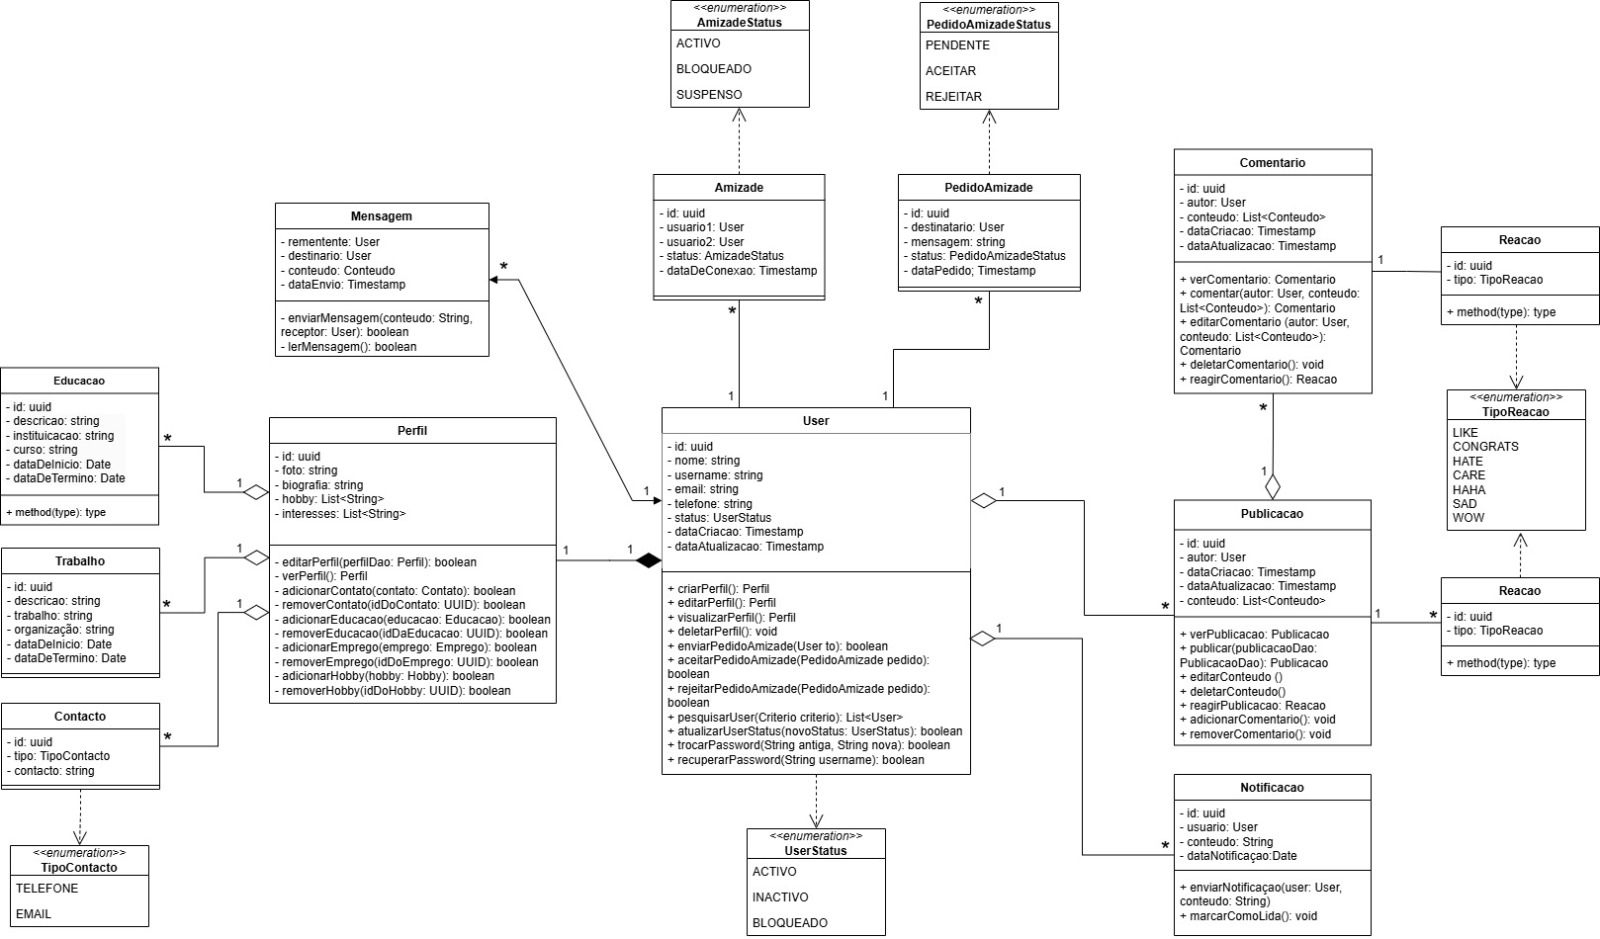 <<enumeration>>
AmizadeStatus
ACTIVO
BLOQUEADO
SUSPENSO
<<enumeration>>
PedidoAmizadeStatus
PENDENTE
ACEITAR
REJEITAR
Amizade
- id: uuid
- usuario1: User
- usuario2: User
- status: AmizadeStatus
- dataDeConexao: Timestamp
*
1
PedidoAmizade
- id: uuid
- destinatario: User
- mensagem: string
- status: PedidoAmizadeStatus
- dataPedido; Timestamp
*
1
Comentario
- id: uuid
- autor: User
- conteudo: List<Conteudo>
- dataCriacao: Timestamp
- dataAtualizacao: Timestamp
+ verComentario: Comentario
+ comentar(autor: User, conteudo:
List<Conteudo>): Comentario
+ editarComentario (autor: User,
conteudo: List<Conteudo>):
Comentario
+ deletarComentario(): void
+ reagirComentario(): Reacao
1
*
1
Reacao
- id: uuid
- tipo: TipoReacao
+ method(type): type
<<enumeration>>
TipoReacao
LIKE
CONGRATS
HATE
CARE
HAHA
SAD
WOW
Mensagem
- rementente: User
- destinario: User
- conteudo: Conteudo
- dataEnvio: Timestamp
- enviarMensagem(conteudo: String,
receptor: User): boolean
- lerMensagem(): boolean
*
1
Educacao
- id: uuid
- descricao: string
- instituicacao: string
- curso: string
- dataDeInicio: Date
- dataDeTermino: Date
+ method(type): type
*
1
Trabalho
- id: uuid
- descricao: string
- trabalho: string
- organização: string
- dataDeInicio: Date
- dataDeTermino: Date
*
1
Contacto
- id: uuid
- tipo: TipoContacto
- contacto: string
*
1
<<enumeration>>
TipoContacto
TELEFONE
EMAIL
Perfil
- id: uuid
- foto: string
- biografia: string
- hobby: List<String>
- interesses: List<String>
- editarPerfil(perfilDao: Perfil): boolean
- verPerfil(): Perfil
- adicionarContato(contato: Contato): boolean
- removerContato(idDoContato: UUID): boolean
- adicionarEducacao(educacao: Educacao): boolean
- removerEducacao(idDaEducacao: UUID): boolean
- adicionarEmprego(emprego: Emprego): boolean
- removerEmprego(idDoEmprego: UUID): boolean
- adicionarHobby(hobby: Hobby): boolean
- removerHobby(idDoHobby: UUID): boolean
1
1
User
- id: uuid
- nome: string
- username: string
- email: string
- telefone: string
- status: UserStatus
- dataCriacao: Timestamp
- dataAtualizacao: Timestamp
+ criarPerfil(): Perfil
+ editarPerfil(): Perfil
+ visualizarPerfil(): Perfil
+ deletarPerfil(): void
+ enviarPedidoAmizade(User to): boolean
+ aceitarPedidoAmizade(PedidoAmizade pedido):
boolean
+ rejeitarPedidoAmizade(PedidoAmizade pedido):
boolean
+ pesquisarUser(Criterio criterio): List<User>
+ atualizarUserStatus(novoStatus: UserStatus): boolean
+ trocarPassword(String antiga, String nova): boolean
+ recuperarPassword(String username): boolean
1
*
1
*
<<enumeration>>
UserStatus
ACTIVO
INACTIVO
BLOQUEADO
Publicacao
- id: uuid
- autor: User
- dataCriacao: Timestamp
- dataAtualizacao: Timestamp
- conteudo: List<Conteudo>
+ verPublicacao: Publicacao
+ publicar(publicacaoDao:
PublicacaoDao): Publicacao
+ editarConteudo ()
+ deletarConteudo()
+ reagirPublicacao: Reacao
+ adicionarComentario(): void
+ removerComentario(): void
1
*
Reacao
- id: uuid
- tipo: TipoReacao
+ method(type): type
Notificacao
- id: uuid
- usuario: User
- conteudo: String
- dataNotificaçao:Date
+ enviarNotificaçao(user: User,
conteudo: String)
+ marcarComoLida(): void